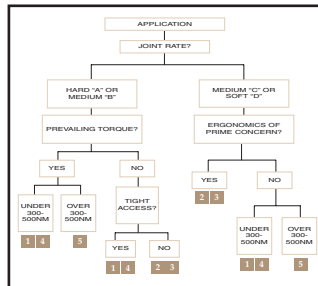 APPLICATION
JOINT RATE?
HARD "A" OR
MEDIUM "B"
MEDIUM "C" OR
SOFT "D"
PREVAILING TORQUE?
ERGONOMICS OF
PRIME CONCERN?
YES
NO
YES
NO
2 3
UNDER
300-
500NM
OVER
300-
500NM
TIGHT
ACCESS?
UNDER
300-
500NM
OVER
300-
500NM
1 4
5
YES
NO
1 4
5
1 4
2 3